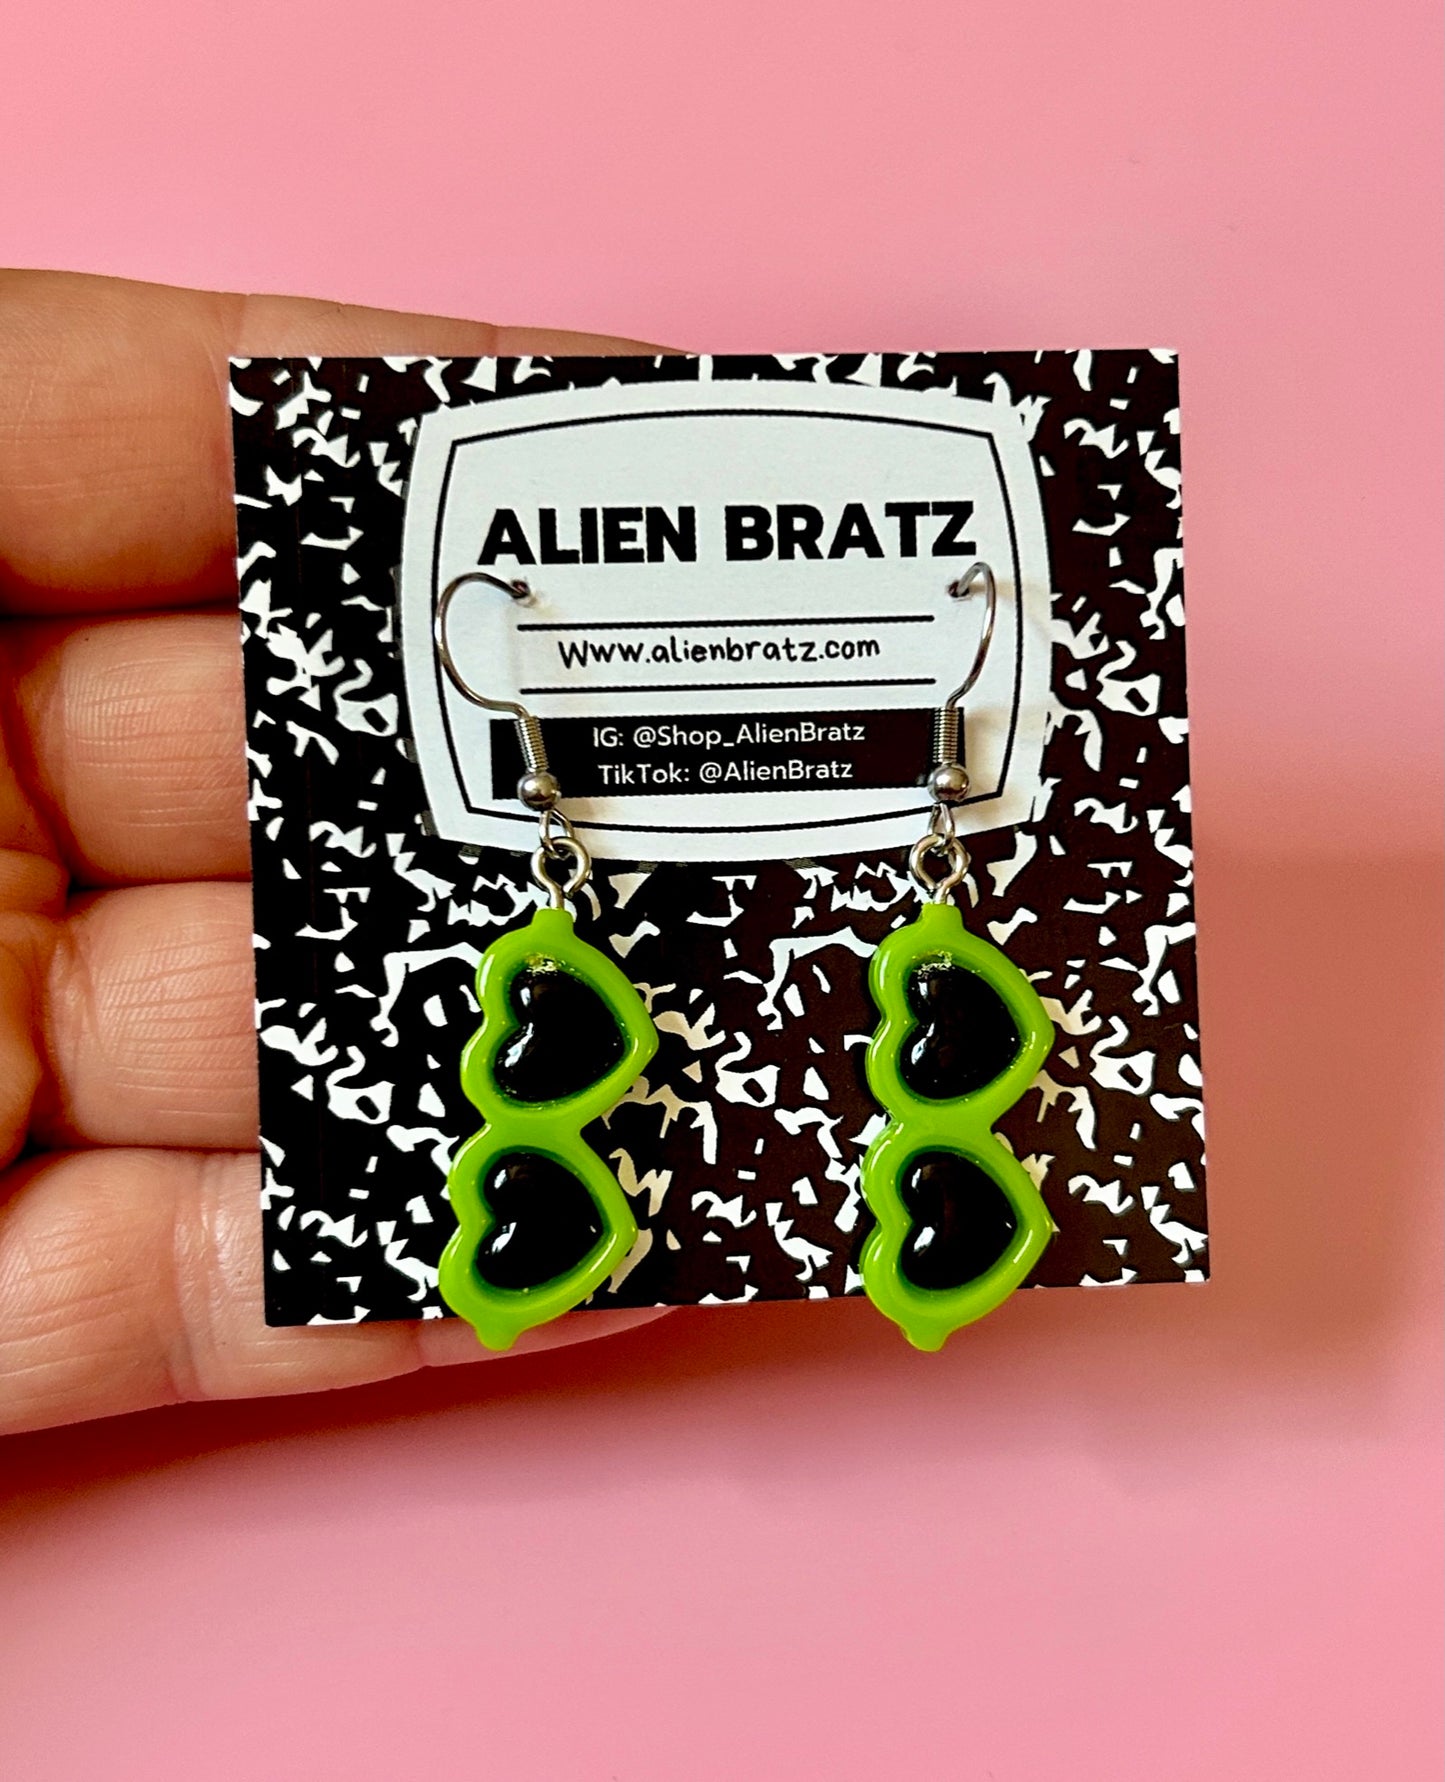 ALIEN BRATZ
Www.alienbratz.com
IG: @Shop_AlienBratz
TikTok: @AlienBratz